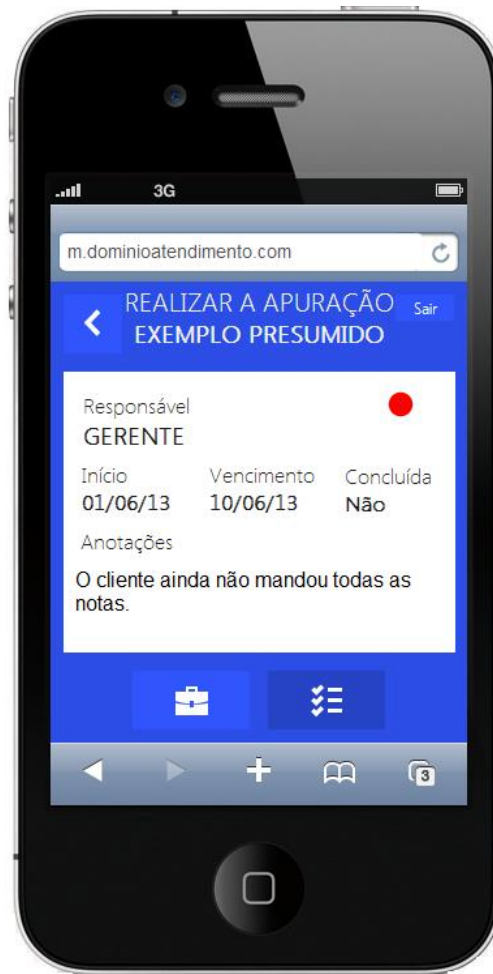 3G
m.dominioatendimento.com
REALIZAR A APURAÇÃO
Sair
EXEMPLO PRESUMIDO
Responsável
GERENTE
Início Vencimento Concluída
01/06/13 10/06/13 Não
Anotações
O cliente ainda não mandou todas as
notas.
3